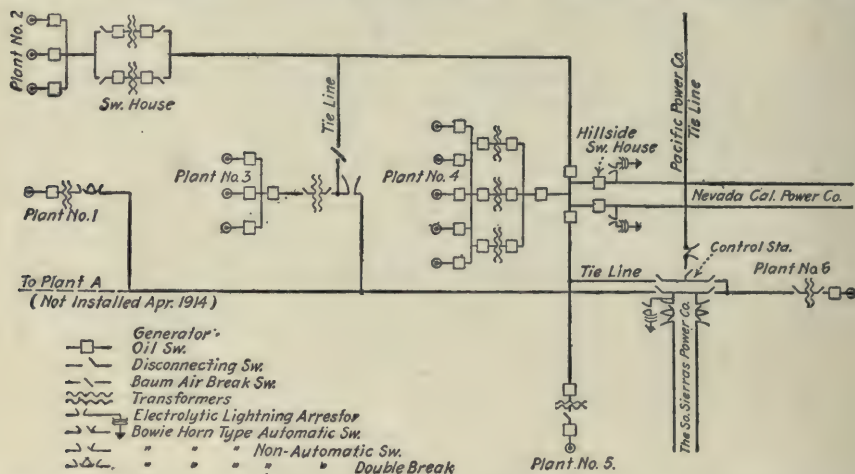 Plant No. 2
Sw. House
Tie Line
Pacific Power Co.
Tie Line
Hillside
Sw. House
Plant No. 3
Plant No. 4
Plant No. 1
Nevada Cal. Power Co.
Control Sta.
Tie Line
Plant No 6
To Plant A
(Not Installed Apr. 1914)
The So. Sierras Power Co.
Generator
Oil Sw.
Disconnecting Sw.
Baum Air Break Sw.
Transformers
Electrolytic Lightning Arrestor
Bowie Horn Type Automatic Sw.
" " " Non-Automatic Sw.
" " " " Double Break
Plant No. 5.